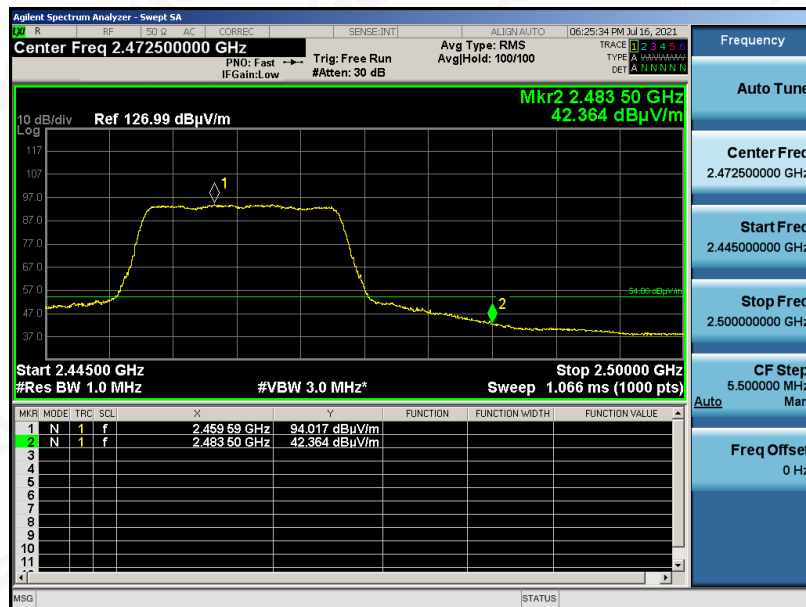 Agilent Spectrum Analyzer - Swept SA
LXI R RF 50 Ω AC CORREC SENSE:INT ALIGN AUTO 06:25:34 PM Jul 16, 2021
Center Freq 2.472500000 GHz
PNO: Fast
IFGain:Low
Trig: Free Run
#Atten: 30 dB
Avg Type: RMS
Avg|Hold: 100/100
TRACE 1 2 3 4 5 6
TYPE A WWWWW
DET A N N N N N
Mkr2 2.483 50 GHz
42.364 dBµV/m
10 dB/div Ref 126.99 dBµV/m
Log
117
107
1
97.0
87.0
77.0
67.0
57.0
54.00 dBµV/m
2
47.0
37.0
Start 2.44500 GHz Stop 2.50000 GHz
#Res BW 1.0 MHz #VBW 3.0 MHz* Sweep 1.066 ms (1000 pts)
MKR MODE TRC SCL X Y FUNCTION FUNCTION WIDTH FUNCTION VALUE
1 N 1 f 2.459 59 GHz 94.017 dBµV/m
2 N 1 f 2.483 50 GHz 42.364 dBµV/m
3
4
5
6
7
8
9
10
11
MSG STATUS
Frequency
Auto Tune
Center Freq
2.472500000 GHz
Start Freq
2.445000000 GHz
Stop Freq
2.500000000 GHz
CF Step
5.500000 MHz
Auto Man
Freq Offset
0 Hz